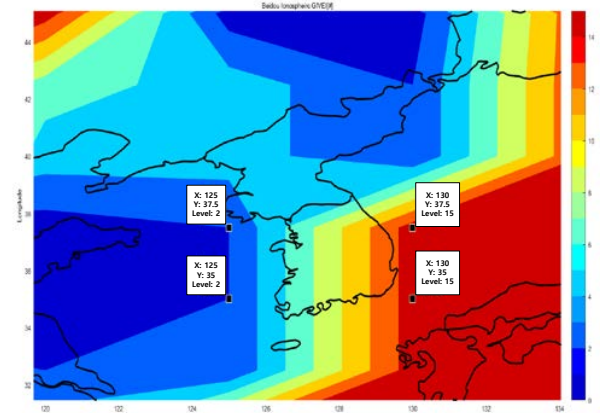 Beidou Ionospheric GIVEI[#]
44
42
40
38
36
34
32
Longitude
120
122
124
126
128
130
132
134
X: 125
Y: 37.5
Level: 2
X: 130
Y: 37.5
Level: 15
X: 125
Y: 35
Level: 2
X: 130
Y: 35
Level: 15
14
12
10
8
6
4
2
0